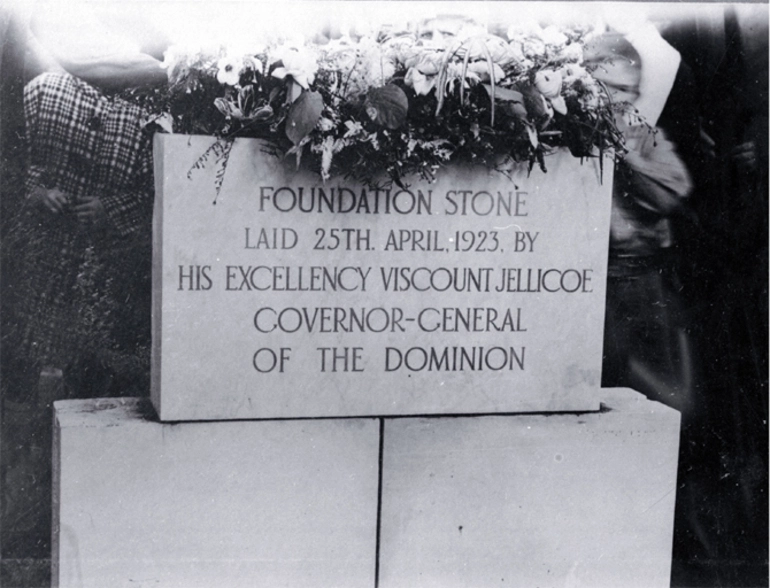 FOUNDATION STONE
LAID 25TH. APRIL, 1923. BY
HIS EXCELLENCY VISCOUNT JELLICOE
GOVERNOR-GENERAL
OF THE DOMINION